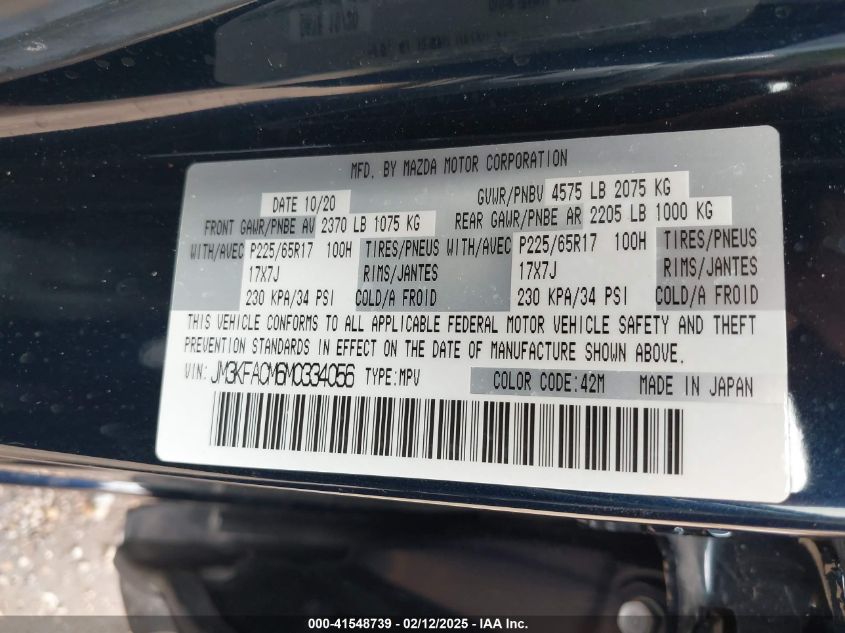 MFD. BY MAZDA MOTOR CORPORATION
DATE 10/20 GVWR/PNBV 4575 LB 2075 KG
FRONT GAWR/PNBE AV 2370 LB 1075 KG REAR GAWR/PNBE AR 2205 LB 1000 KG
WITH/AVEC P225/65R17 100H TIRES/PNEUS WITH/AVEC P225/65R17 100H TIRES/PNEUS
17X7J RIMS/JANTES 17X7J RIMS/JANTES
230 KPA/34 PSI COLD/A FROID 230 KPA/34 PSI COLD/A FROID
THIS VEHICLE CONFORMS TO ALL APPLICABLE FEDERAL MOTOR VEHICLE SAFETY AND THEFT
PREVENTION STANDARDS IN EFFECT ON THE DATE OF MANUFACTURE SHOWN ABOVE.
VIN: JM3KFACM6M0334056 TYPE:MPV COLOR CODE:42M MADE IN JAPAN
000-41548739 - 02/12/2025 - IAA Inc.